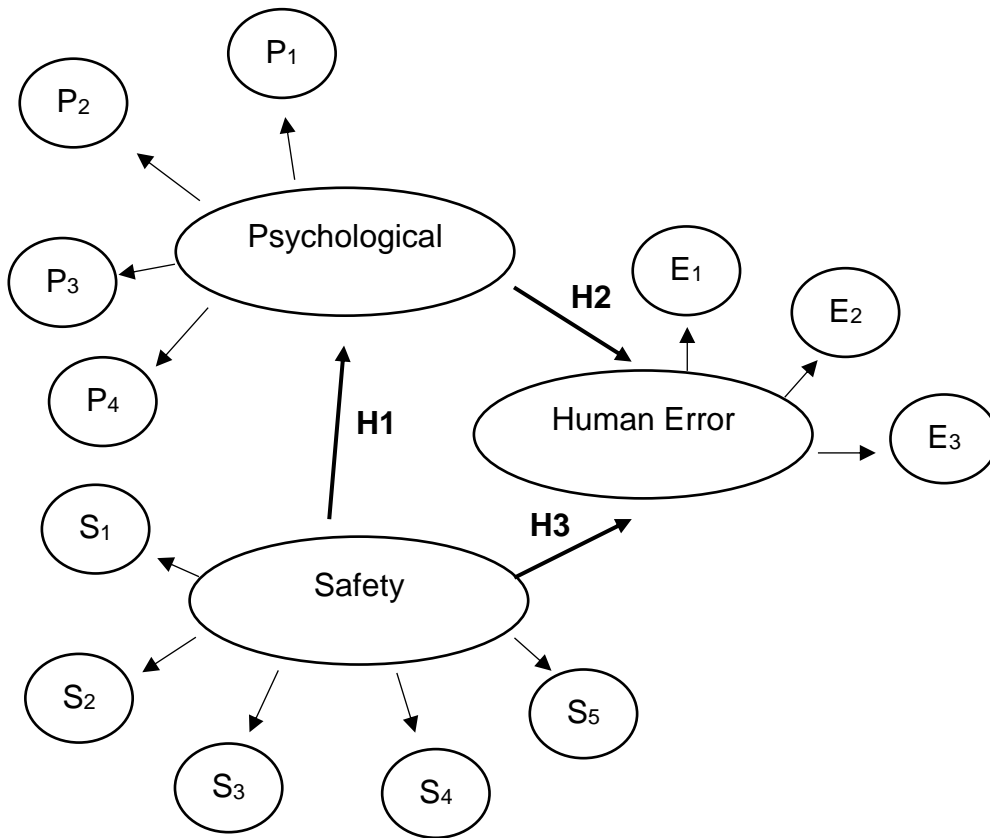 P1
P2
Psychological
E1
P3
H2
E2
P4
H1
Human Error
E3
S1
H3
Safety
S2
S5
S3
S4